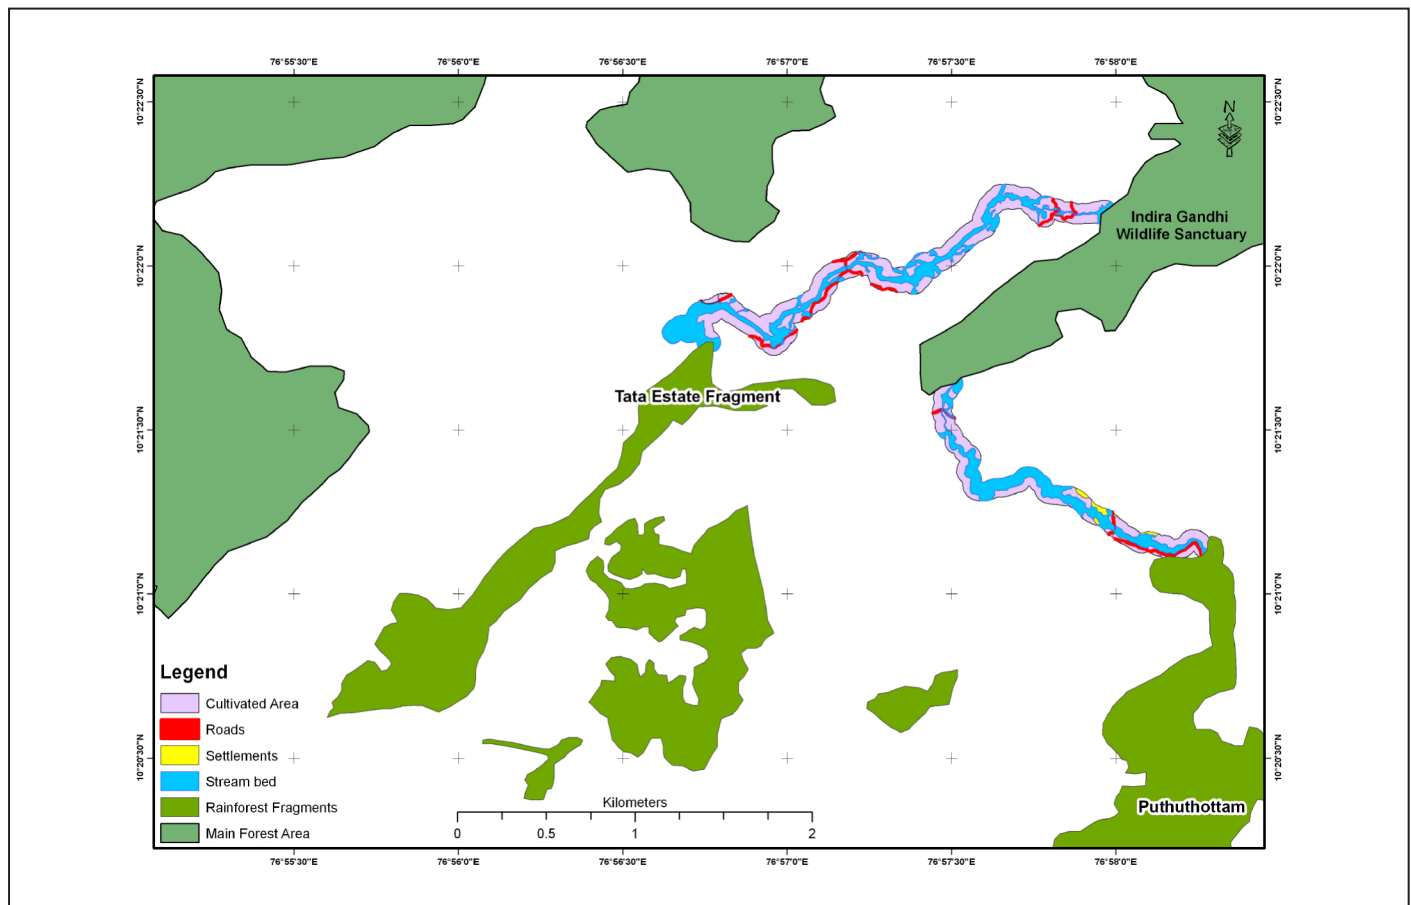 76°55'30"E 76°56'0"E 76°56'30"E 76°57'0"E 76°57'30"E 76°58'0"E
10°22'30"N
10°22'30"N
N
Indira Gandhi
Wildlife Sanctuary
10°22'0"N
10°22'0"N
Tata Estate Fragment
10°21'30"N
10°21'30"N
10°21'0"N
10°21'0"N
Legend
Cultivated Area
Roads
Settlements
Stream bed
Rainforest Fragments
Main Forest Area
10°20'30"N
10°20'30"N
Kilometers
0 0.5 1 2
Puthuthottam
76°55'30"E 76°56'0"E 76°56'30"E 76°57'0"E 76°57'30"E 76°58'0"E